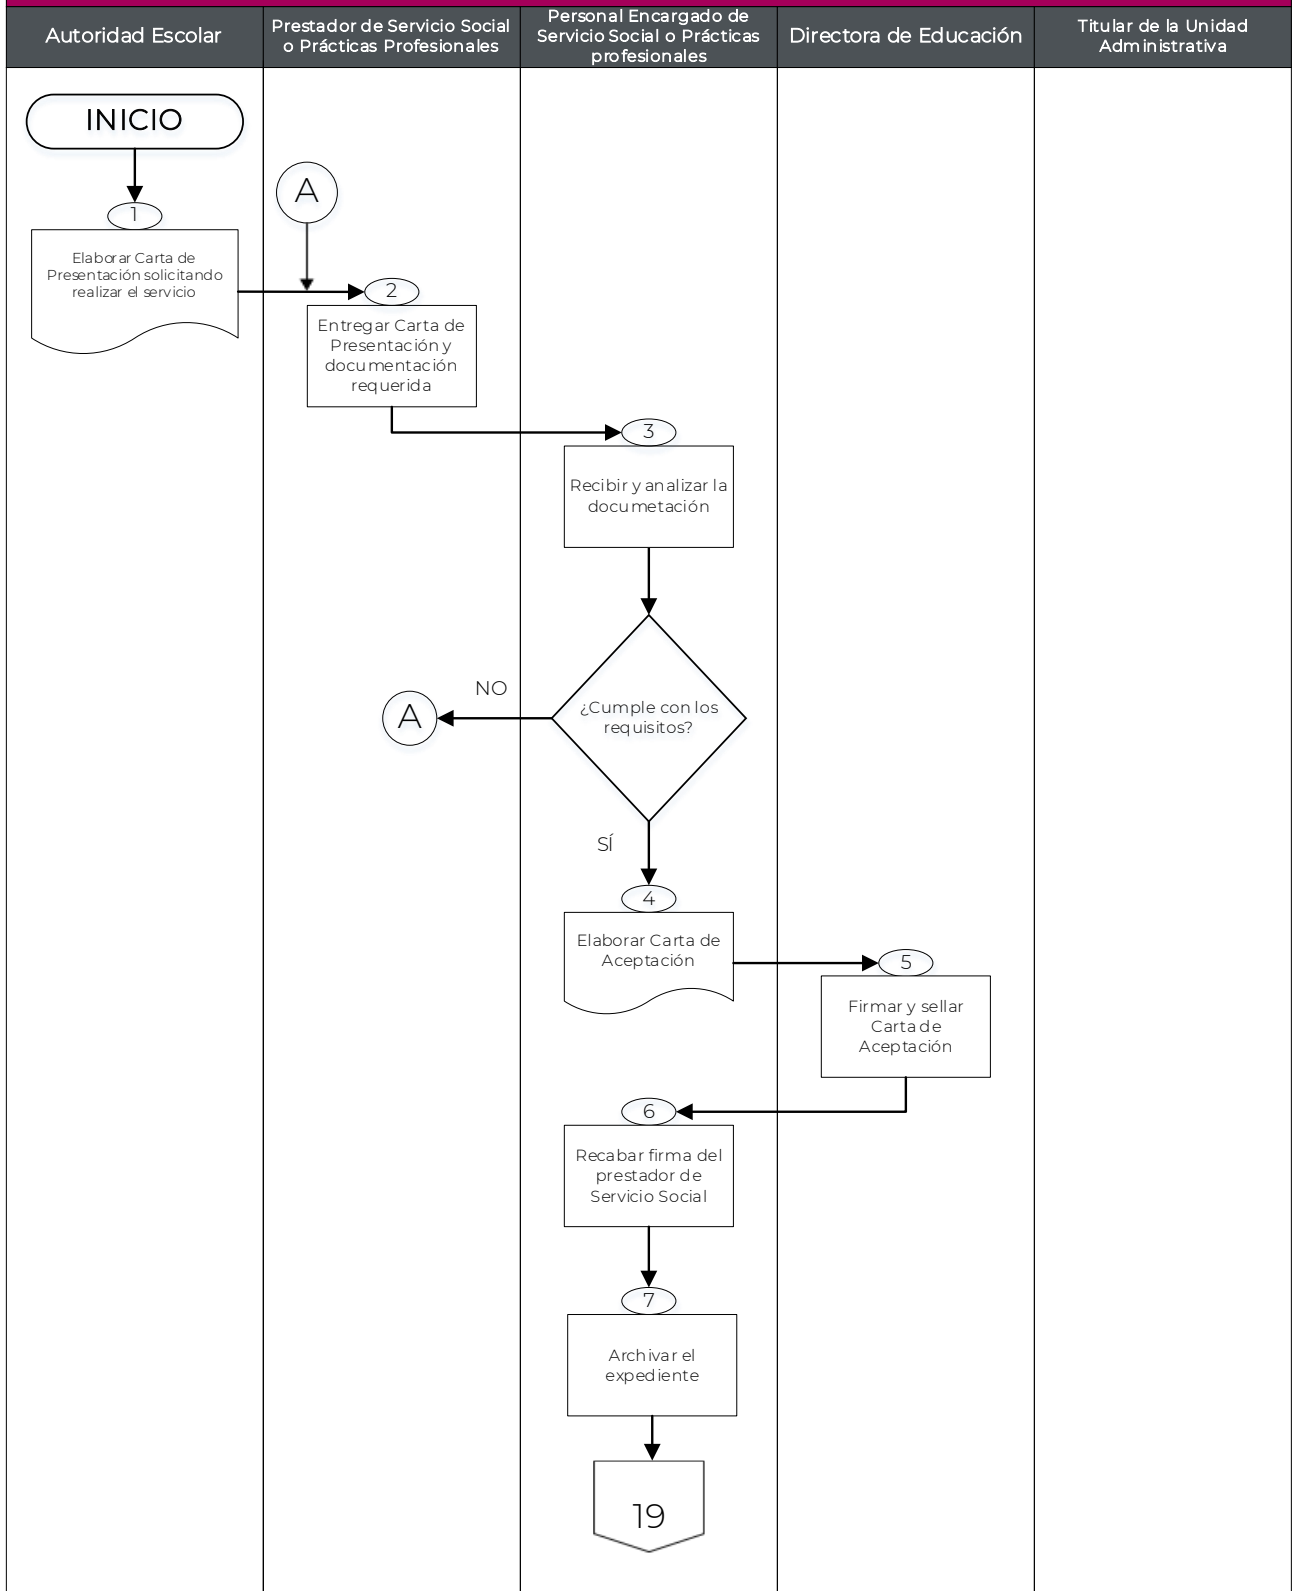 Autoridad Escolar
Prestador de Servicio Social
o Prácticas Profesionales
Personal Encargado de
Servicio Social o Prácticas
profesionales
Directora de Educación
Titular de la Unidad
Administrativa
INICIO
A
1
Elaborar Carta de
Presentación solicitando
realizar el servicio
2
Entregar Carta de
Presentación y
documentación
requerida
3
Recibir y analizar la
documetación
NO
A
¿Cumple con los
requisitos?
SÍ
4
Elaborar Carta de
Aceptación
5
Firmar y sellar
Carta de
Aceptación
6
Recabar firma del
prestador de
Servicio Social
7
Archivar el
expediente
19